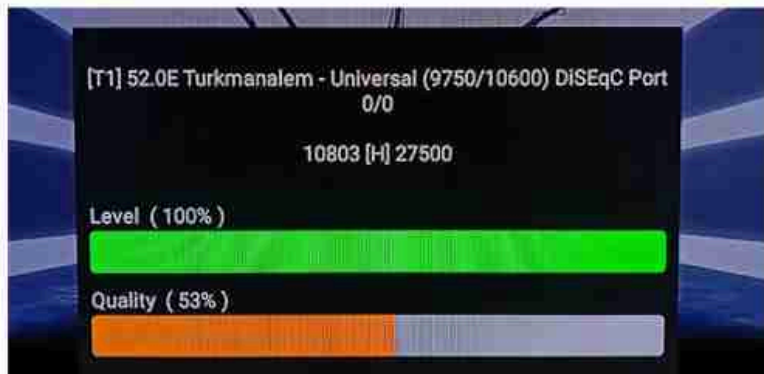 [T1] 52.0E Turkmanalem - Universal (9750/10600) DiSEqC Port
0/0
10803 [H] 27500
Level ( 100% )
Quality ( 53% )